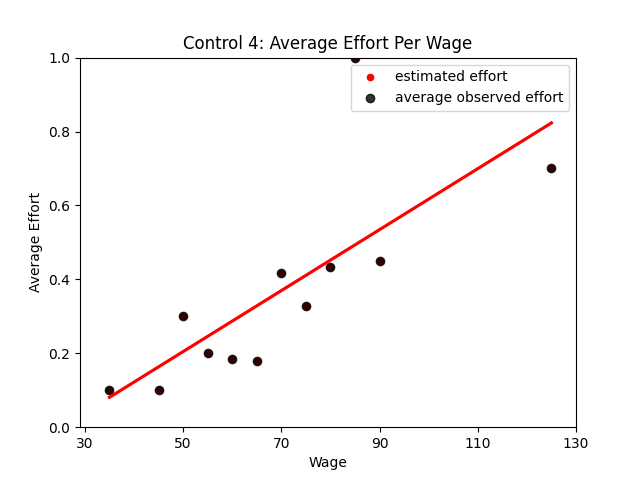 Control 4: Average Effort Per Wage
estimated effort
average observed effort
Average Effort
1.0
0.8
0.6
0.4
0.2
0.0
30 50 70 90 110 130
Wage